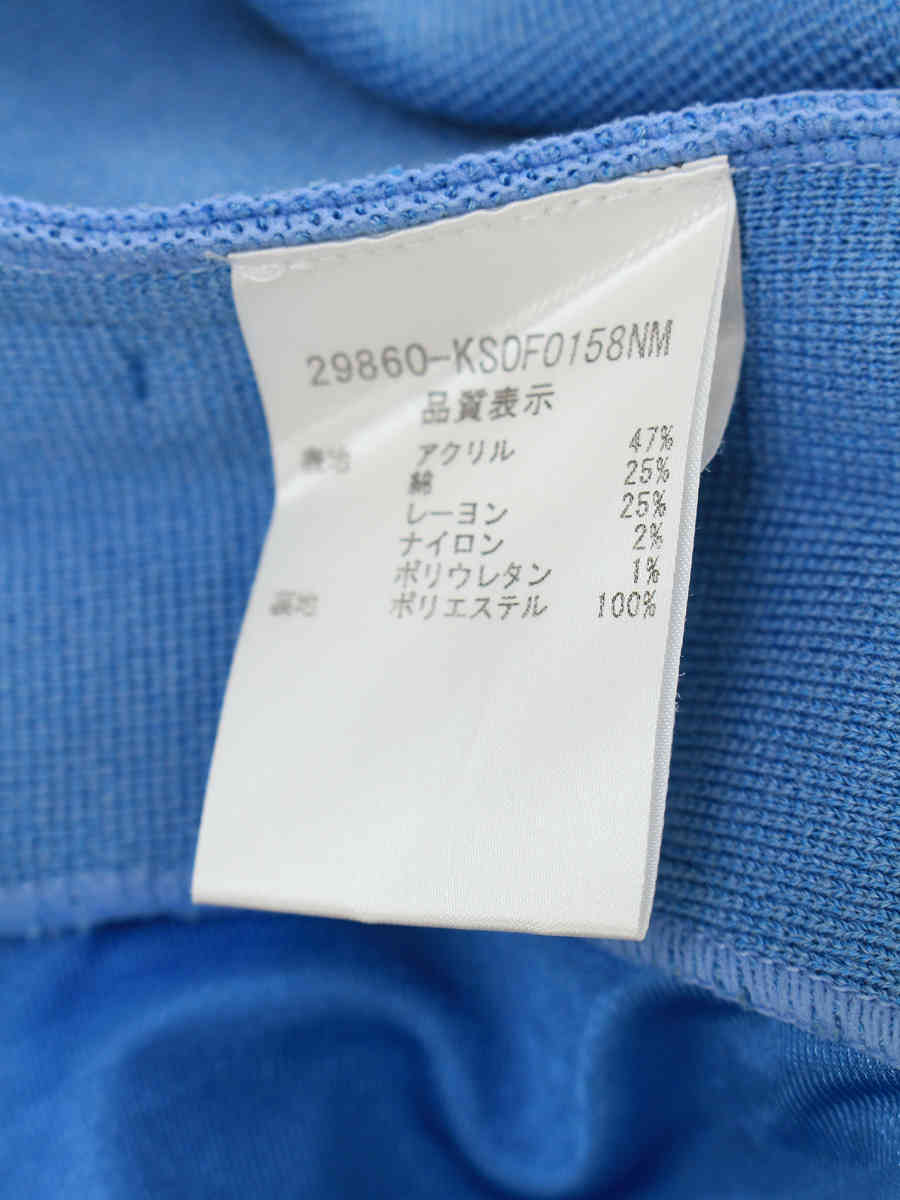 29860-KS0F0158NM
品質表示
表地 アクリル 47%
綿 25%
レーヨン 25%
ナイロン 2%
ポリウレタン 1%
裏地 ポリエステル 100%